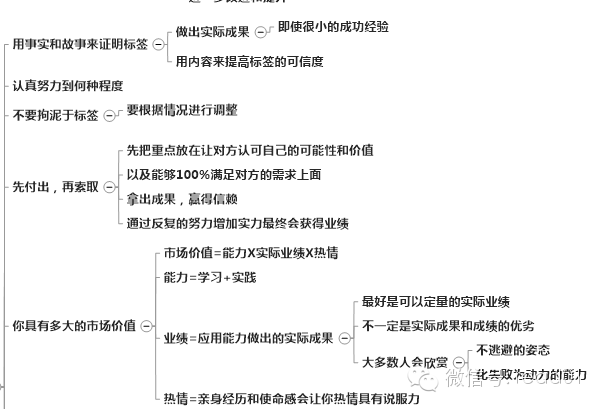 用事实和故事来证明标签
做出实际成果
即使很小的成功经验
用内容来提高标签的可信度
认真努力到何种程度
不要拘泥于标签
要根据情况进行调整
先付出，再索取
先把重点放在让对方认可自己的可能性和价值
以及能够100%满足对方的需求上面
拿出成果，赢得信赖
通过反复的努力增加实力最终会获得业绩
你具有多大的市场价值
市场价值=能力X实际业绩X热情
能力=学习+实践
业绩=应用能力做出的实际成果
最好是可以定量的实际业绩
不一定是实际成果和成绩的优劣
大多数人会欣赏
不逃避的姿态
化失败为动力的能力
热情=亲身经历和使命感会让你热情具有说服力
微信号: